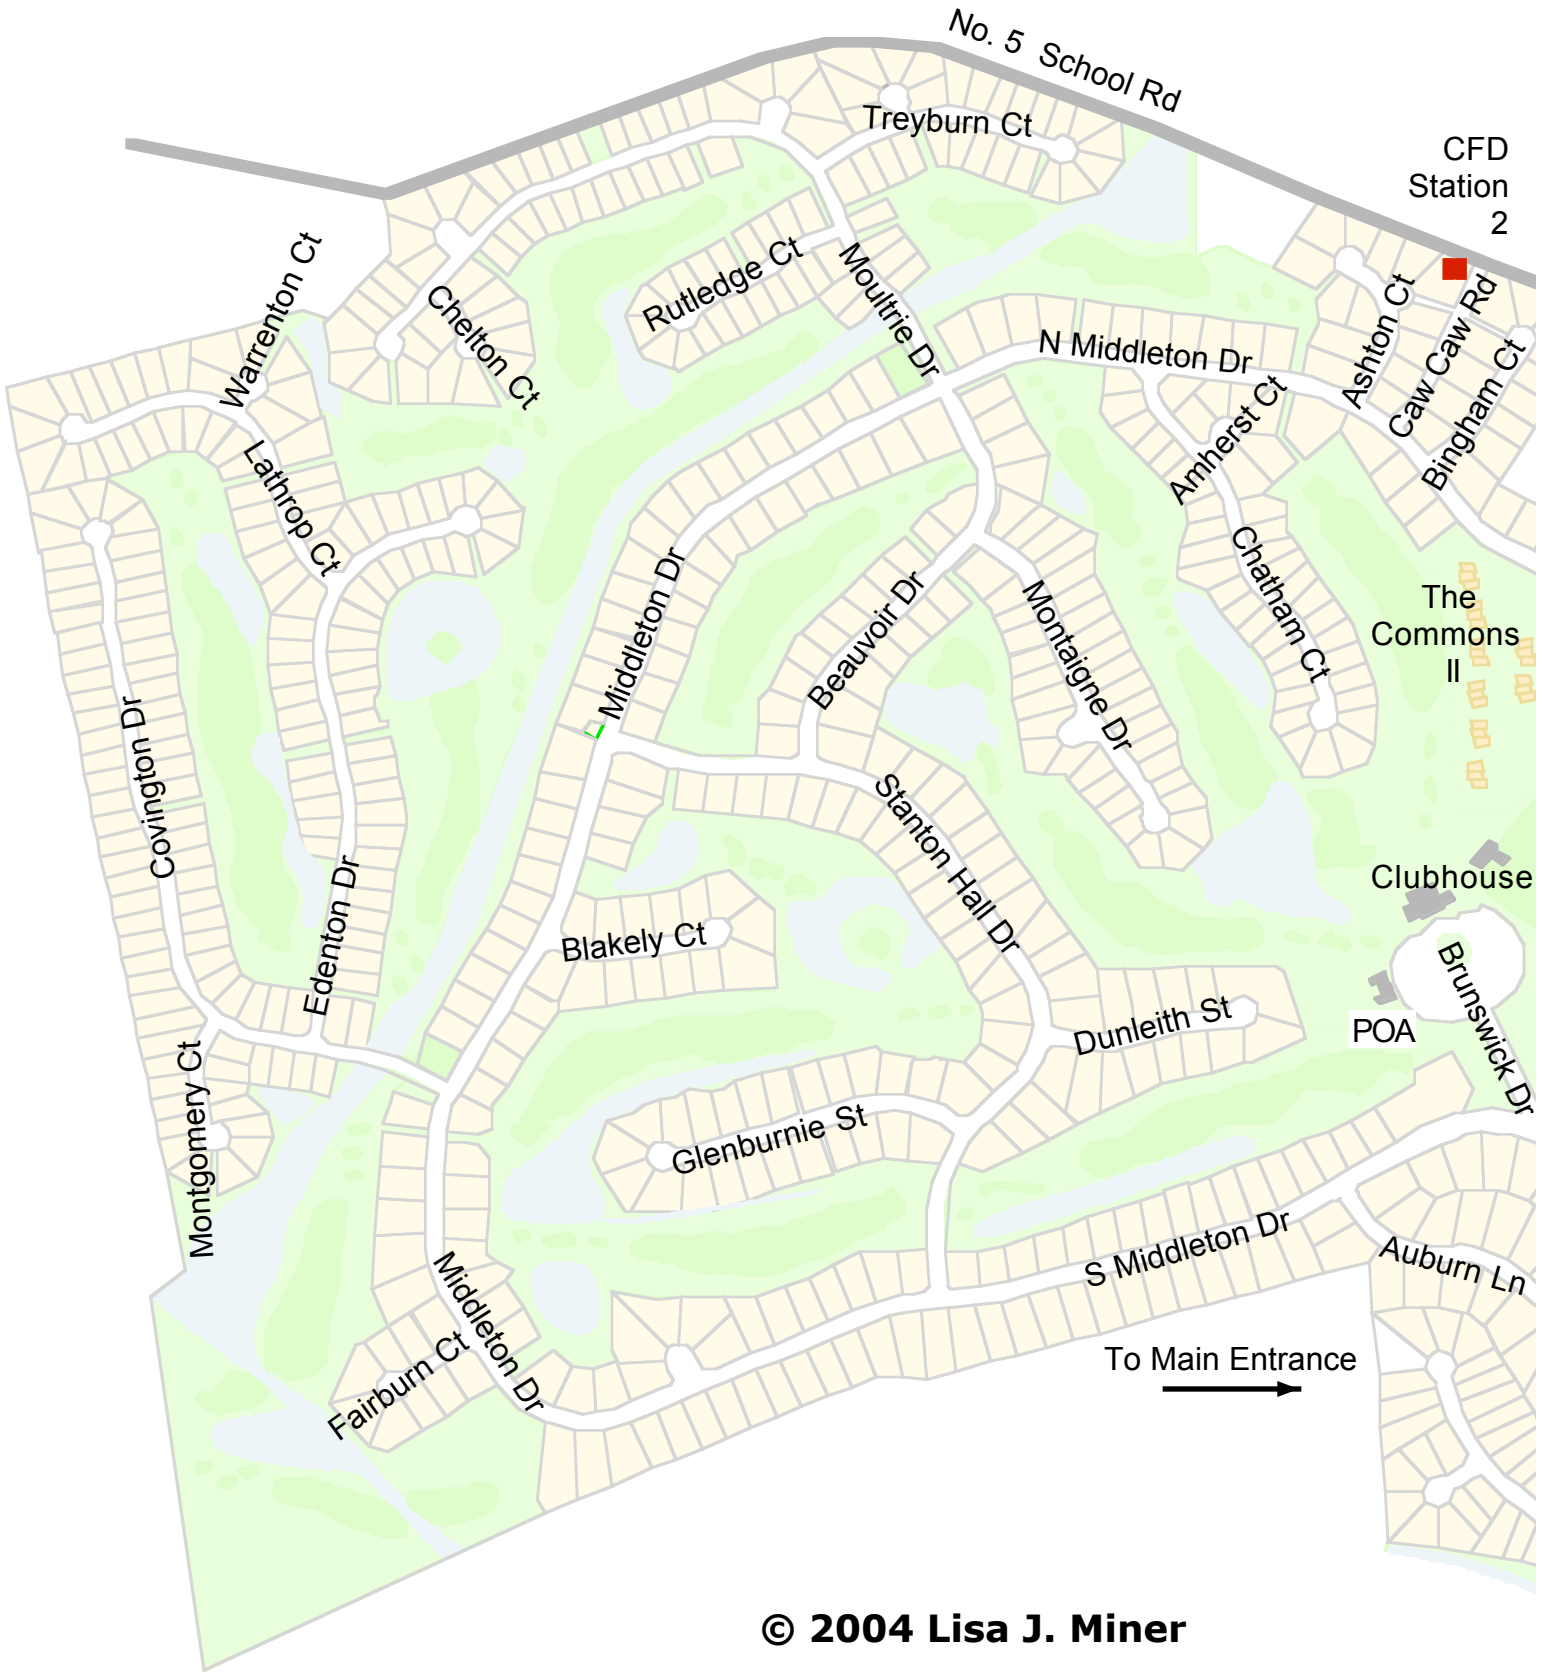 No. 5 School Rd
Treyburn Ct
CFD
Station
2
Warrenton Ct
Chelton Ct
Rutledge Ct
Moultrie Dr
N Middleton Dr
Ashton Ct
Caw Caw Rd
Bingham Ct
Amherst Ct
Lathrop Ct
Chatham Ct
Middleton Dr
Beauvoir Dr
Montaigne Dr
The
Commons
II
Covington Dr
Stanton Hall Dr
Edenton Dr
Clubhouse
Blakely Ct
Brunswick Dr
Dunleith St
POA
Montgomery Ct
Glenburnie St
S Middleton Dr
Auburn Ln
Middleton Dr
Fairburn Ct
To Main Entrance
© 2004 Lisa J. Miner